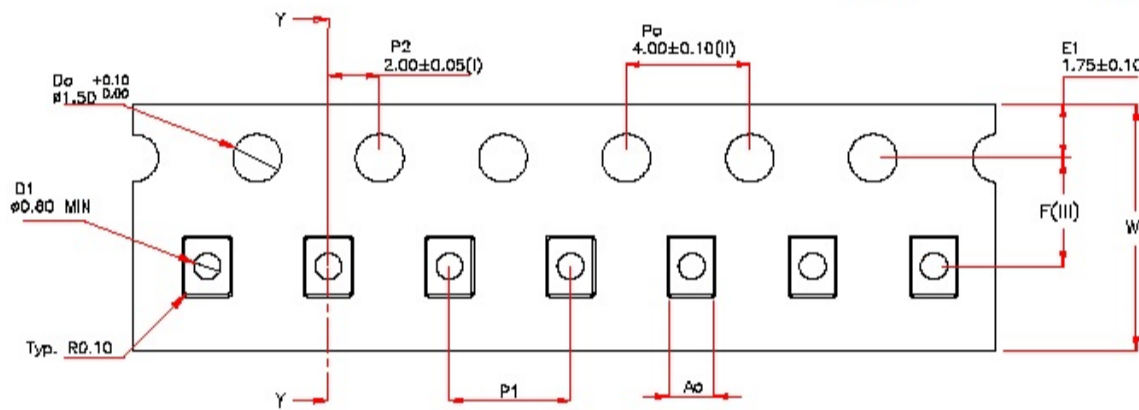 Y
P2
2.00±0.05(I)
Po
4.00±0.10(II)
E1
1.75±0.10
Do +0.10
ø1.50 0.00
D1
ø0.60 MIN
F(III)
W
Typ. R0.10
Y
P1
Ao